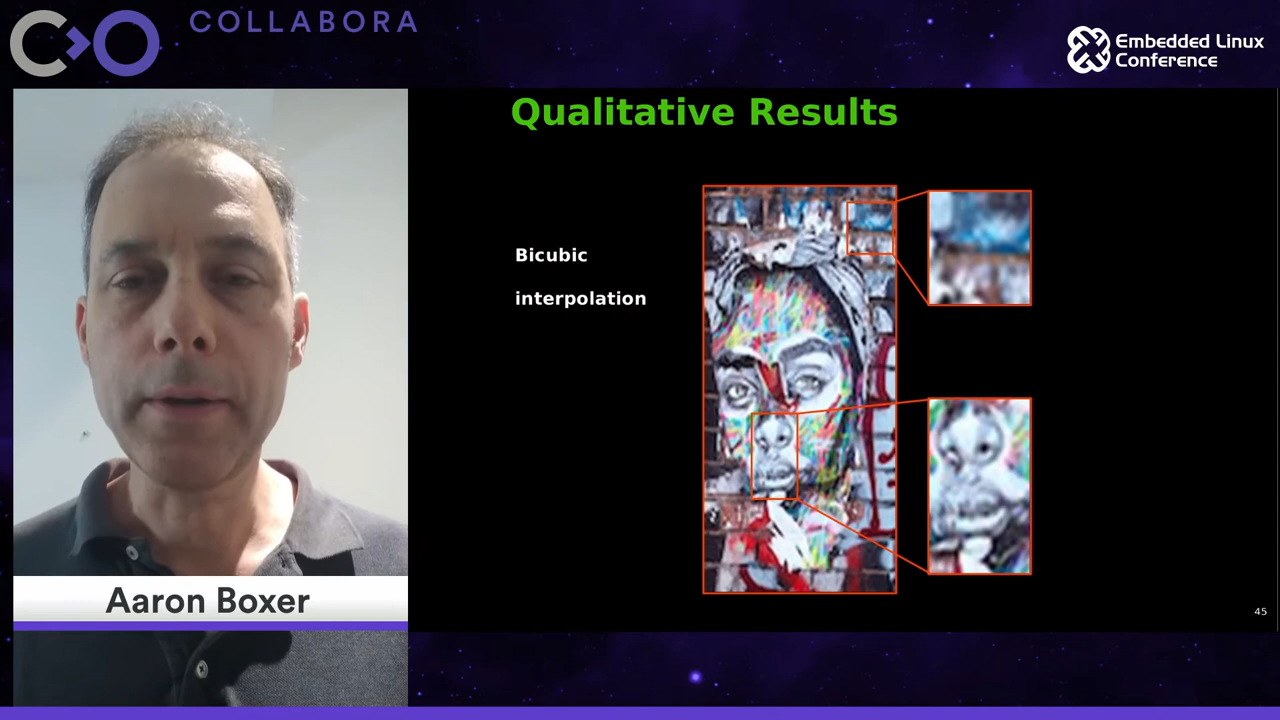 COLLABORA
Embedded Linux
Conference
Qualitative Results
Bicubic
interpolation
Aaron Boxer
45